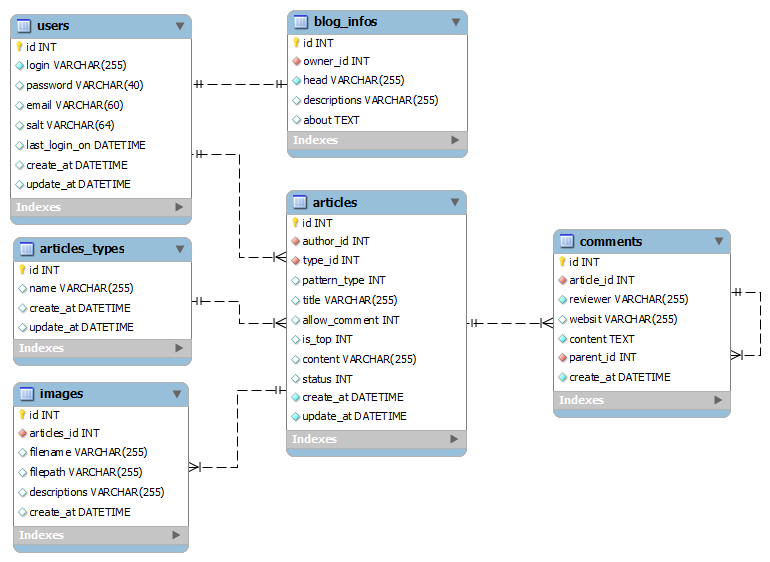 users
id INT
login VARCHAR(255)
password VARCHAR(40)
email VARCHAR(60)
salt VARCHAR(64)
last_login_on DATETIME
create_at DATETIME
update_at DATETIME
Indexes
blog_infos
id INT
owner_id INT
head VARCHAR(255)
descriptions VARCHAR(255)
about TEXT
Indexes
articles_types
id INT
name VARCHAR(255)
create_at DATETIME
update_at DATETIME
Indexes
articles
id INT
author_id INT
type_id INT
pattern_type INT
title VARCHAR(255)
allow_comment INT
is_top INT
content VARCHAR(255)
status INT
create_at DATETIME
update_at DATETIME
Indexes
comments
id INT
article_id INT
reviewer VARCHAR(255)
websit VARCHAR(255)
content TEXT
parent_id INT
create_at DATETIME
Indexes
images
id INT
articles_id INT
filename VARCHAR(255)
filepath VARCHAR(255)
descriptions VARCHAR(255)
create_at DATETIME
Indexes